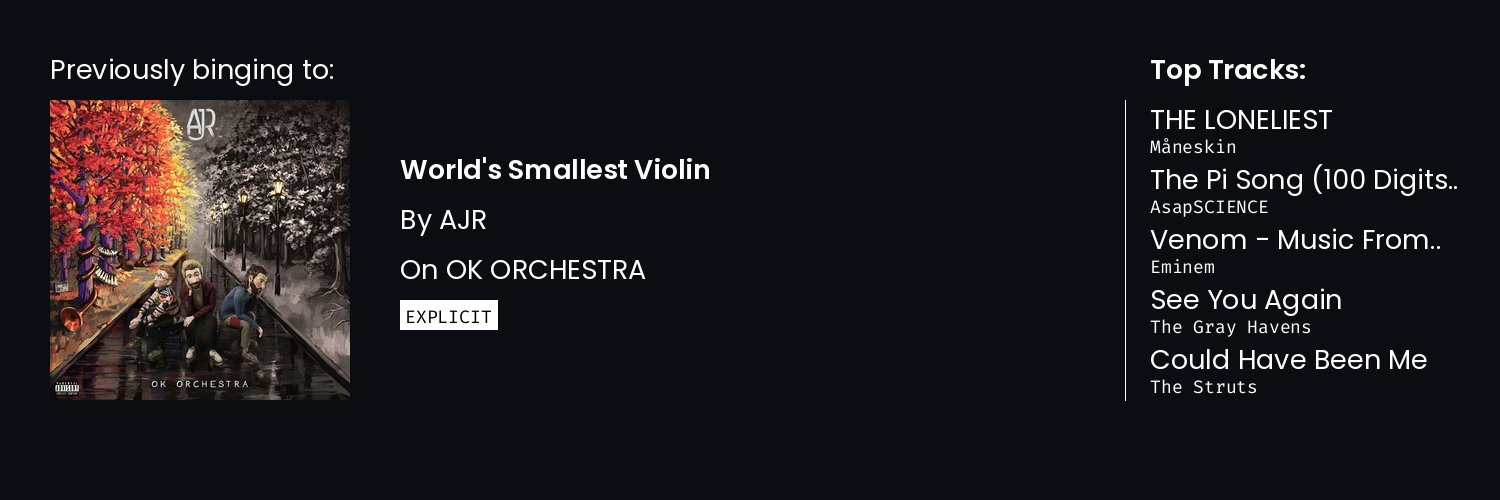 Previously binging to:
AJR
OK ORCHESTRA
World's Smallest Violin
By AJR
On OK ORCHESTRA
EXPLICIT
Top Tracks:
THE LONELIEST
Måneskin
The Pi Song (100 Digits..
AsapSCIENCE
Venom - Music From..
Eminem
See You Again
The Gray Havens
Could Have Been Me
The Struts